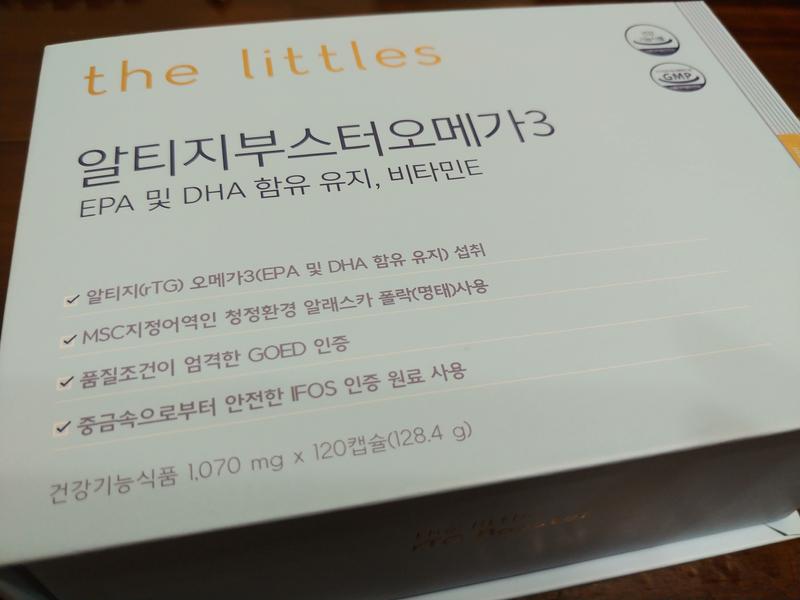 the littles
GMP
알티지부스터오메가3
EPA 및 DHA 함유 유지, 비타민E
알티지(rTG) 오메가3(EPA 및 DHA 함유 유지) 섭취
MSC지정어역인 청정환경 알래스카 폴락(명태)사용
품질조건이 엄격한 GOED 인증
중금속으로부터 안전한 IFOS 인증 원료 사용
건강기능식품 1,070 mg x 120캡슐(128.4 g)
the littles
rTG Booster